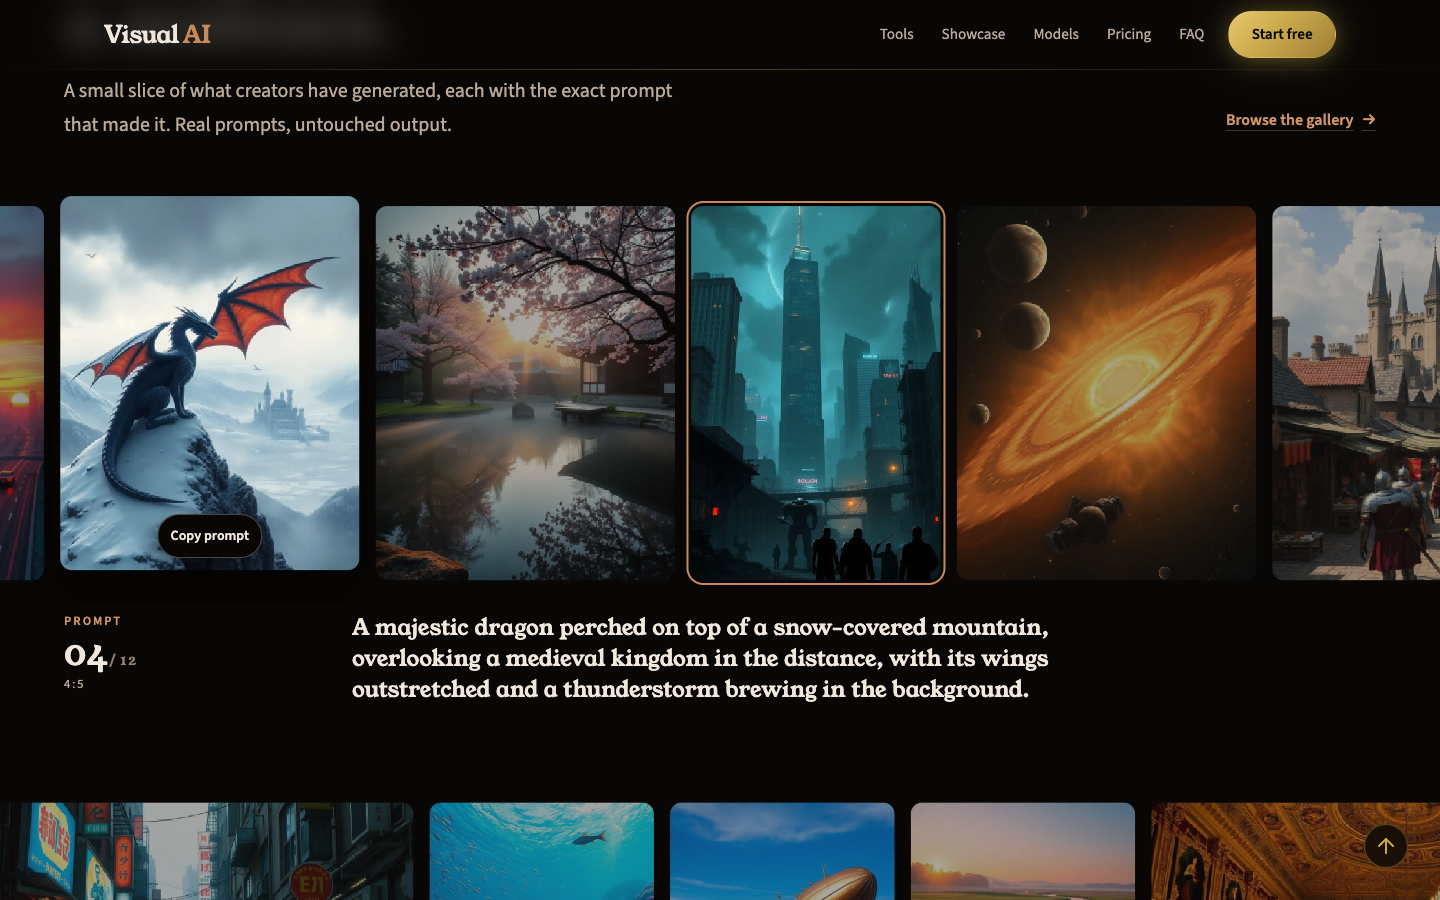 Visual AI
Tools
Showcase
Models
Pricing
FAQ
Start free
A small slice of what creators have generated, each with the exact prompt
that made it. Real prompts, untouched output.
Browse the gallery →
Copy prompt
PROMPT
04 / 12
4:5
A majestic dragon perched on top of a snow-covered mountain,
overlooking a medieval kingdom in the distance, with its wings
outstretched and a thunderstorm brewing in the background.